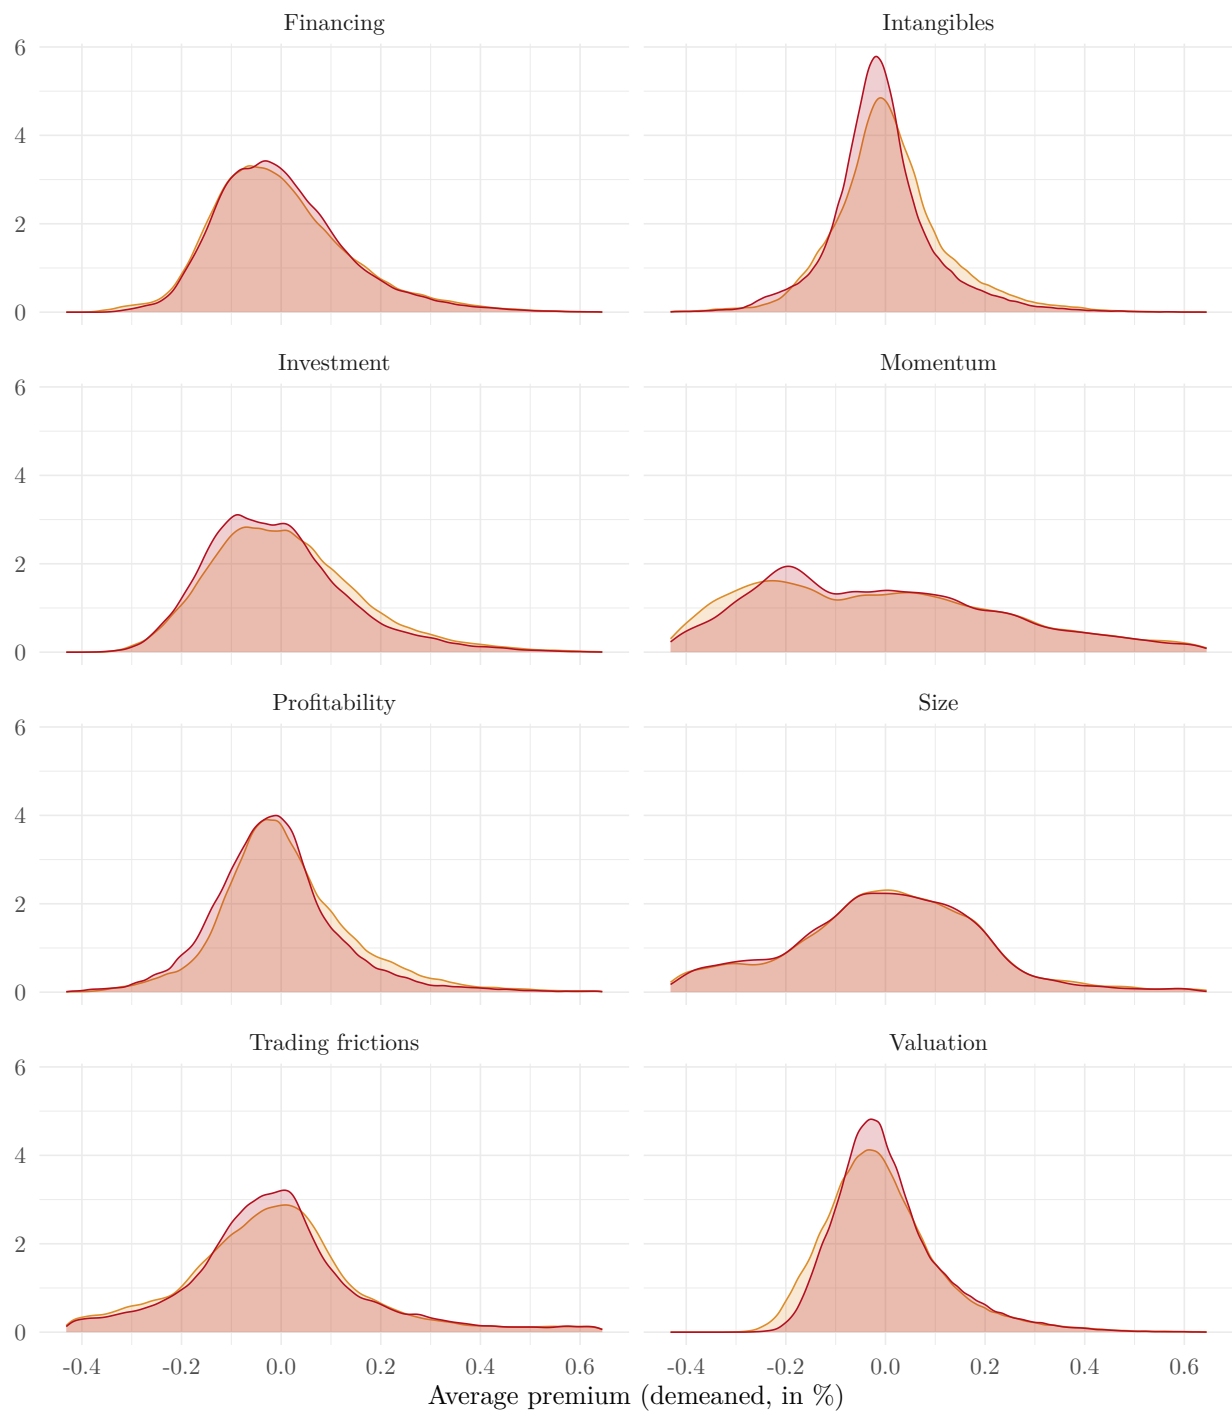 Financing
Intangibles
6
4
2
0
Investment
Momentum
6
4
2
0
Profitability
Size
6
4
2
0
Trading frictions
Valuation
6
4
2
0
-0.4 -0.2 0.0 0.2 0.4 0.6
-0.4 -0.2 0.0 0.2 0.4 0.6
Average premium (demeaned, in %)